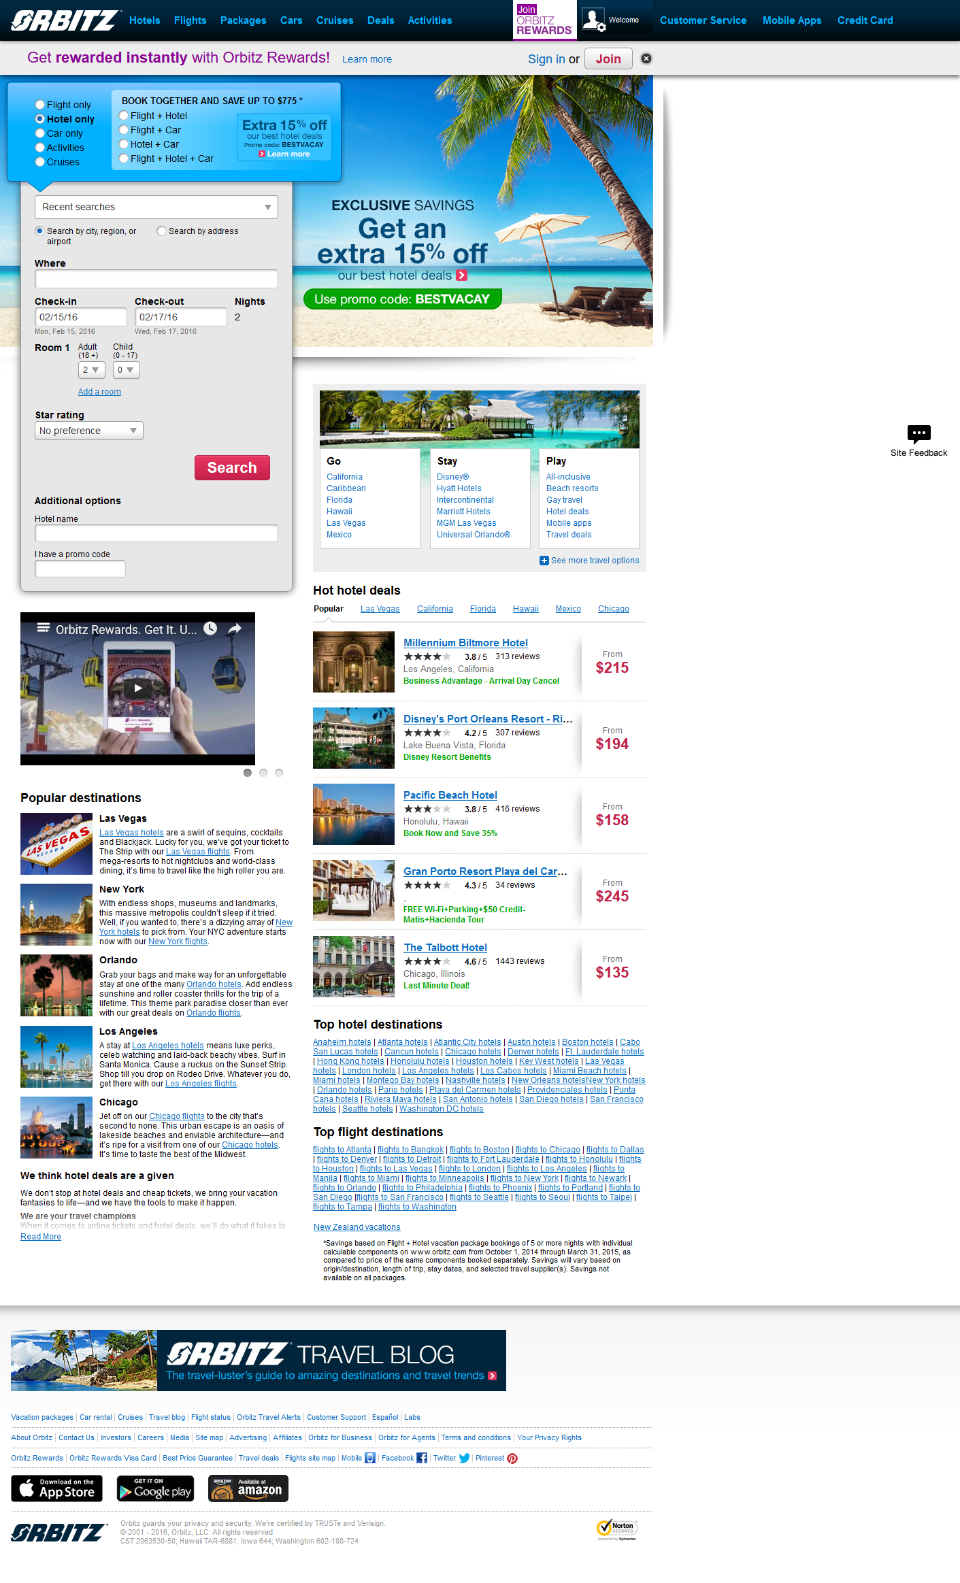 ORBITZ
Hotels Flights Packages Cars Cruises Deals Activities
Join ORBITZ REWARDS
Welcome
Customer Service Mobile Apps Credit Card
Get rewarded instantly with Orbitz Rewards! Learn more
Sign in or Join
Flight only
Hotel only
Car only
Activities
Cruises
BOOK TOGETHER AND SAVE UP TO $775 *
Flight + Hotel
Flight + Car
Hotel + Car
Flight + Hotel + Car
Extra 15% off
our best hotel deals
Promo code: BESTVACAY
Learn more
Recent searches
Search by city, region, or airport
Search by address
Where
Check-in Check-out Nights
02/15/16 02/17/16 2
Mon, Feb 15, 2016 Wed, Feb 17, 2016
Room 1 Adult (18 +) Child (0 - 17)
2 0
Add a room
Star rating
No preference
Search
Additional options
Hotel name
I have a promo code
EXCLUSIVE SAVINGS
Get an
extra 15% off
our best hotel deals
Use promo code: BESTVACAY
Site Feedback
Go
California
Caribbean
Florida
Hawaii
Las Vegas
Mexico
Stay
Disney®
Hyatt Hotels
Intercontinental
Marriott Hotels
MGM Las Vegas
Universal Orlando®
Play
All-inclusive
Beach resorts
Gay travel
Hotel deals
Mobile apps
Travel deals
See more travel options
Hot hotel deals
Popular Las Vegas California Florida Hawaii Mexico Chicago
Millennium Biltmore Hotel
3.8 / 5 313 reviews
Los Angeles, California
Business Advantage - Arrival Day Cancel
From
$215
Disney's Port Orleans Resort - Ri...
4.2 / 5 307 reviews
Lake Buena Vista, Florida
Disney Resort Benefits
From
$194
Pacific Beach Hotel
3.8 / 5 416 reviews
Honolulu, Hawaii
Book Now and Save 35%
From
$158
Gran Porto Resort Playa del Car...
4.3 / 5 34 reviews
,
FREE Wi-Fi+Parking+$50 Credit-
Matis+Hacienda Tour
From
$245
The Talbott Hotel
4.6 / 5 1443 reviews
Chicago, Illinois
Last Minute Deal!
From
$135
Orbitz Rewards. Get It. U...
Popular destinations
LAS VEGAS
NEVADA
Las Vegas
Las Vegas hotels are a swirl of sequins, cocktails
and Blackjack. Lucky for you, we've got your ticket to
The Strip with our Las Vegas flights. From
mega-resorts to hot nightclubs and world-class
dining, it's time to travel like the high roller you are.
New York
With endless shops, museums and landmarks,
this massive metropolis couldn't sleep if it tried.
Well, if you wanted to, there's a dizzying array of New
York hotels to pick from. Your NYC adventure starts
now with our New York flights.
Orlando
Grab your bags and make way for an unforgettable
stay at one of the many Orlando hotels. Add endless
sunshine and roller coaster thrills for the trip of a
lifetime. This theme park paradise closer than ever
with our great deals on Orlando flights.
Los Angeles
A stay at Los Angeles hotels means luxe perks,
celeb watching and laid-back beachy vibes. Surf in
Santa Monica. Cause a ruckus on the Sunset Strip.
Shop till you drop on Rodeo Drive. Whatever you do,
get there with our Los Angeles flights.
Chicago
Jet off on our Chicago flights to the city that's
second to none. This urban escape is an oasis of
lakeside beaches and enviable architecture—and
it's ripe for a visit from one of our Chicago hotels.
It's time to taste the best of the Midwest.
We think hotel deals are a given
We don't stop at hotel deals and cheap tickets, we bring your vacation
fantasies to life—and we have the tools to make it happen.
We are your travel champions
When it comes to airline tickets and hotel deals, we'll do what it takes to
Read More
Top hotel destinations
Anaheim hotels | Atlanta hotels | Atlantic City hotels | Austin hotels | Boston hotels | Cabo
San Lucas hotels | Cancun hotels | Chicago hotels | Denver hotels | Ft. Lauderdale hotels
| Hong Kong hotels | Honolulu hotels | Houston hotels | Key West hotels | Las Vegas
hotels | London hotels | Los Angeles hotels | Los Cabos hotels | Miami Beach hotels |
Miami hotels | Montego Bay hotels | Nashville hotels | New Orleans hotelsNew York hotels
| Orlando hotels | Paris hotels | Playa del Carmen hotels | Providenciales hotels | Punta
Cana hotels | Riviera Maya hotels | San Antonio hotels | San Diego hotels | San Francisco
hotels | Seattle hotels | Washington DC hotels
Top flight destinations
flights to Atlanta | flights to Bangkok | flights to Boston | flights to Chicago | flights to Dallas
| flights to Denver | flights to Detroit | flights to Fort Lauderdale | flights to Honolulu | flights
to Houston | flights to Las Vegas | flights to London | flights to Los Angeles | flights to
Manila | flights to Miami | flights to Minneapolis | flights to New York | flights to Newark |
flights to Orlando | flights to Philadelphia | flights to Phoenix | flights to Portland | flights to
San Diego |flights to San Francisco | flights to Seattle | flights to Seoul | flights to Taipei |
flights to Tampa | flights to Washington
New Zealand vacations
*Savings based on Flight + Hotel vacation package bookings of 5 or more nights with individual
calculable components on www.orbitz.com from October 1, 2014 through March 31, 2015, as
compared to price of the same components booked separately. Savings will vary based on
origin/destination, length of trip, stay dates, and selected travel supplier(s). Savings not
available on all packages.
ORBITZ TRAVEL BLOG
The travel-luster's guide to amazing destinations and travel trends
Vacation packages | Car rental | Cruises | Travel blog | Flight status | Orbitz Travel Alerts | Customer Support | Español | Labs
About Orbitz | Contact Us | Investors | Careers | Media | Site map | Advertising | Affiliates | Orbitz for Business | Orbitz for Agents | Terms and conditions | Your Privacy Rights
Orbitz Rewards | Orbitz Rewards Visa Card | Best Price Guarantee | Travel deals | Flights site map | Mobile | Facebook | Twitter | Pinterest
Download on the App Store
GET IT ON Google play
Available at amazon
ORBITZ
Orbitz guards your privacy and security. We're certified by TRUSTe and Verisign.
© 2001 - 2016, Orbitz, LLC. All rights reserved.
CST 2063530-50; Hawaii TAR-6881; Iowa 644; Washington 602-108-724
Norton
SECURED
powered by Symantec